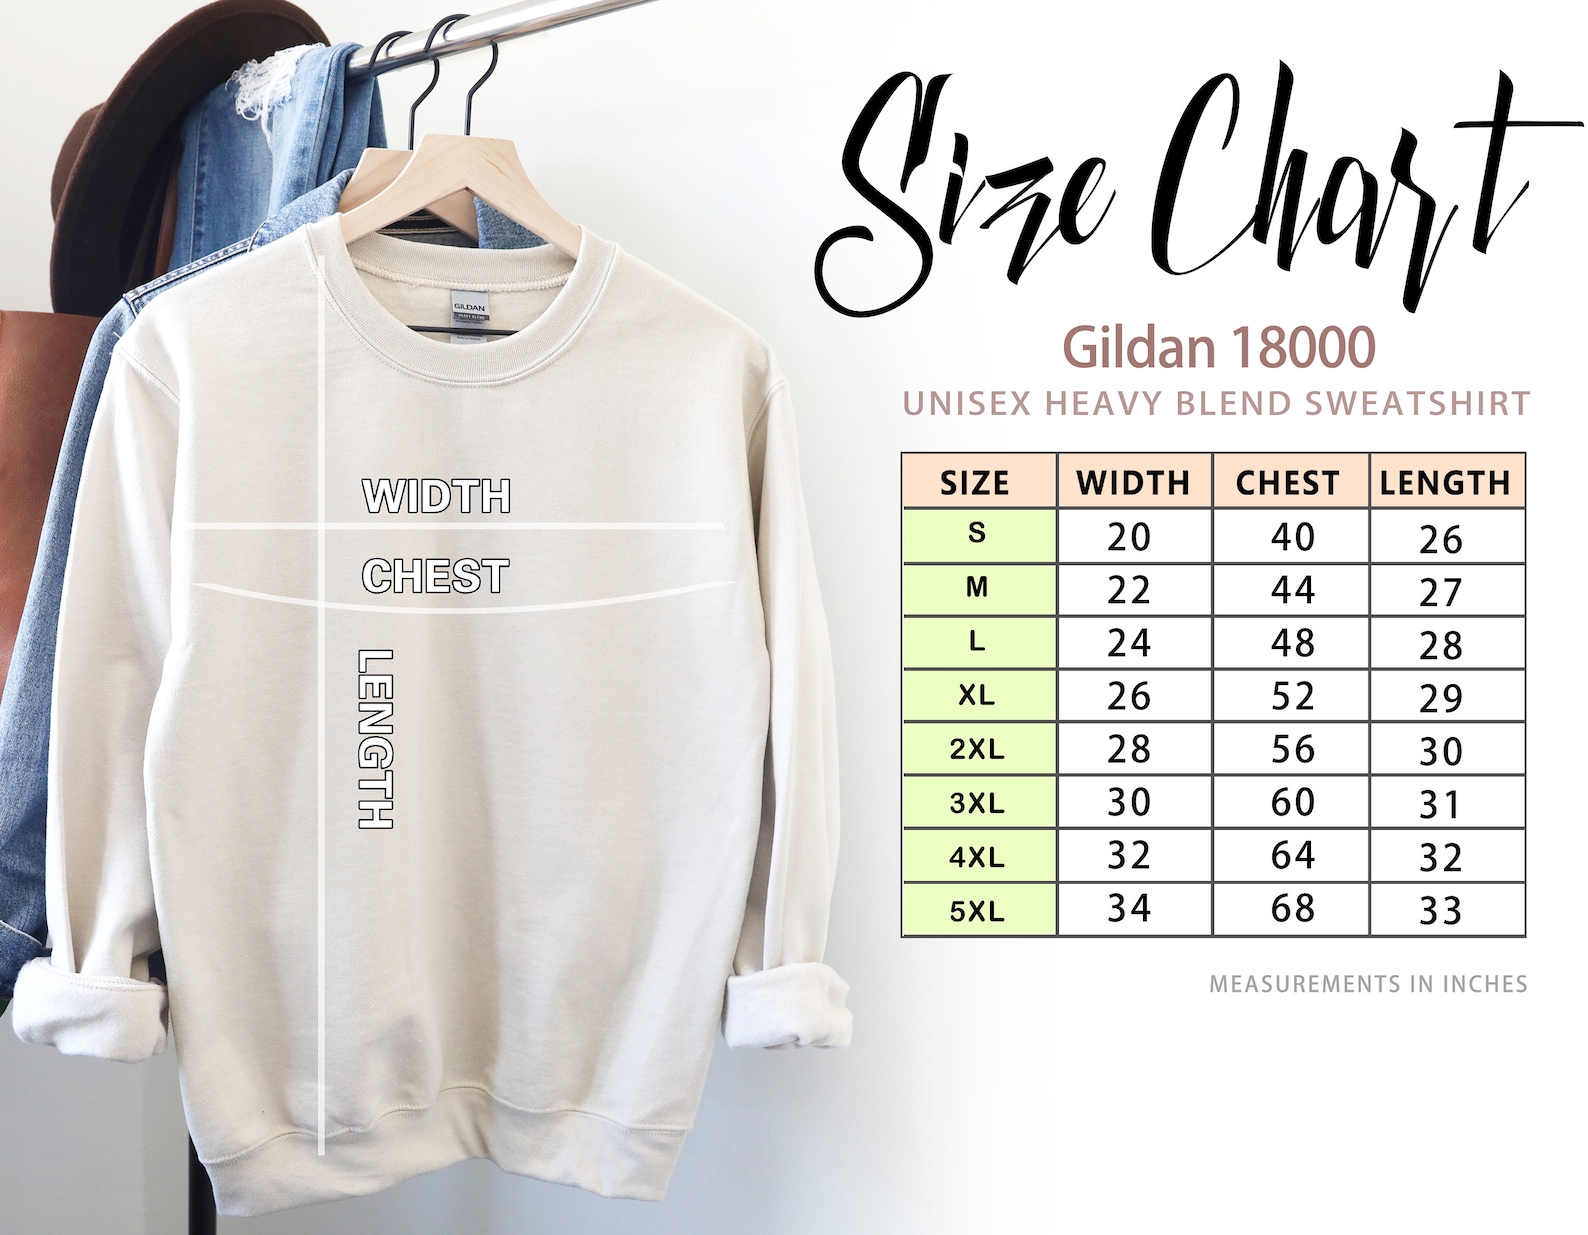 Size Chart
Gildan 18000
UNISEX HEAVY BLEND SWEATSHIRT
SIZE WIDTH CHEST LENGTH
S 20 40 26
M 22 44 27
L 24 48 28
XL 26 52 29
2XL 28 56 30
3XL 30 60 31
4XL 32 64 32
5XL 34 68 33
MEASUREMENTS IN INCHES
GILDAN
HEAVY BLEND
WIDTH
CHEST
LENGTH